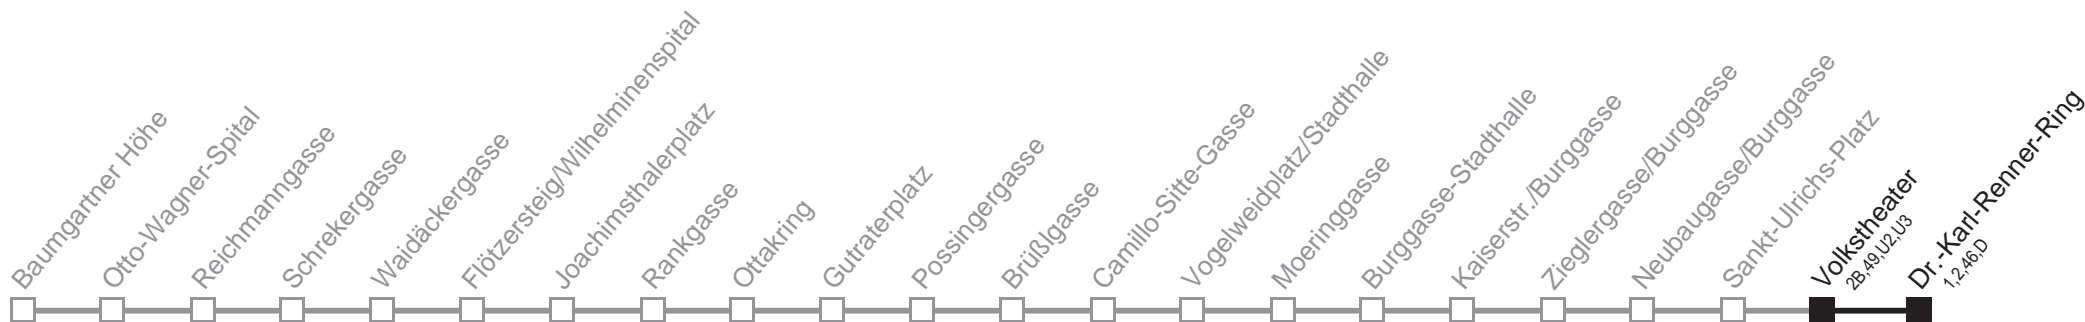 Baumgartner Höhe
Otto-Wagner-Spital
Reichmanngasse
Schrekergasse
Waidäckergasse
Flötzersteig/Wilhelminenspital
Joachimsthalerplatz
Rankgasse
Ottakring
Gutraterplatz
Possingergasse
Brüßlgasse
Camillo-Sitte-Gasse
Vogelweidplatz/Stadthalle
Moeringgasse
Burggasse-Stadthalle
Kaiserstr./Burggasse
Zieglergasse/Burggasse
Neubaugasse/Burggasse
Sankt-Ulrichs-Platz
Volkstheater
2B,49,U2,U3
Dr.-Karl-Renner-Ring
1,2,46,D